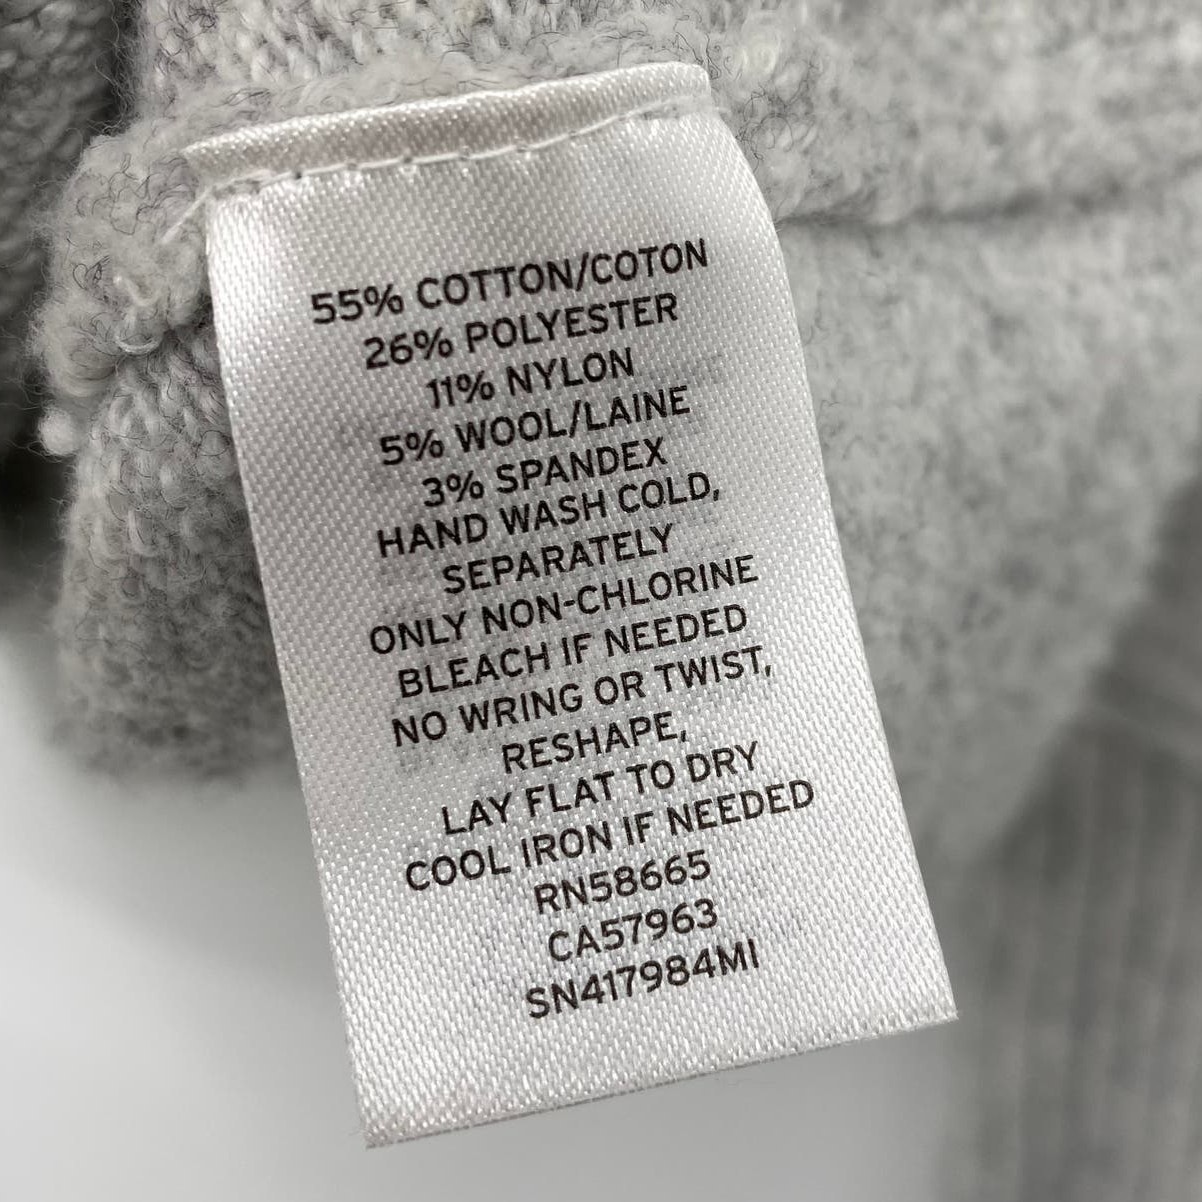 55% COTTON/COTON
26% POLYESTER
11% NYLON
5% WOOL/LAINE
3% SPANDEX
HAND WASH COLD,
SEPARATELY
ONLY NON-CHLORINE
BLEACH IF NEEDED
NO WRING OR TWIST,
RESHAPE,
LAY FLAT TO DRY
COOL IRON IF NEEDED
RN58665
CA57963
SN417984MI